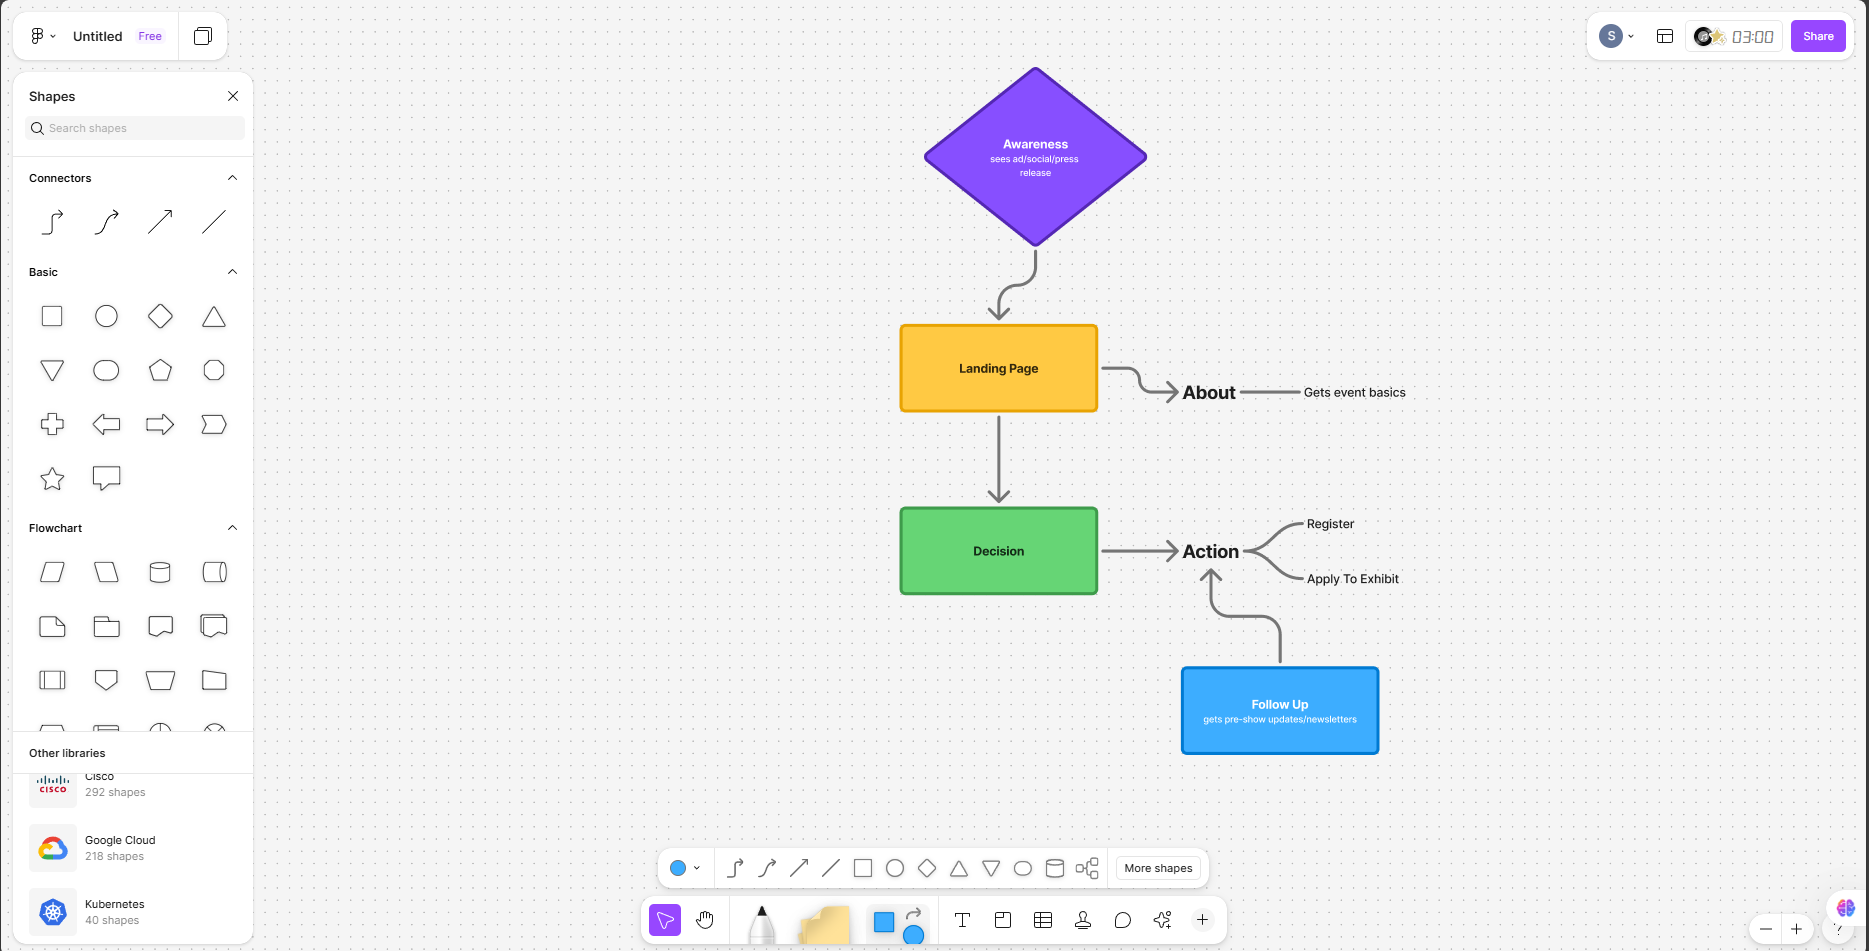 Untitled
Free
S
03:00
Share
Shapes
Search shapes
Connectors
Basic
Flowchart
Other libraries
Cisco
CISCO
292 shapes
Google Cloud
218 shapes
Kubernetes
40 shapes
Awareness
sees ad/social/press
release
Landing Page
About
Gets event basics
Decision
Action
Register
Apply To Exhibit
Follow Up
gets pre-show updates/newsletters
More shapes
T
?